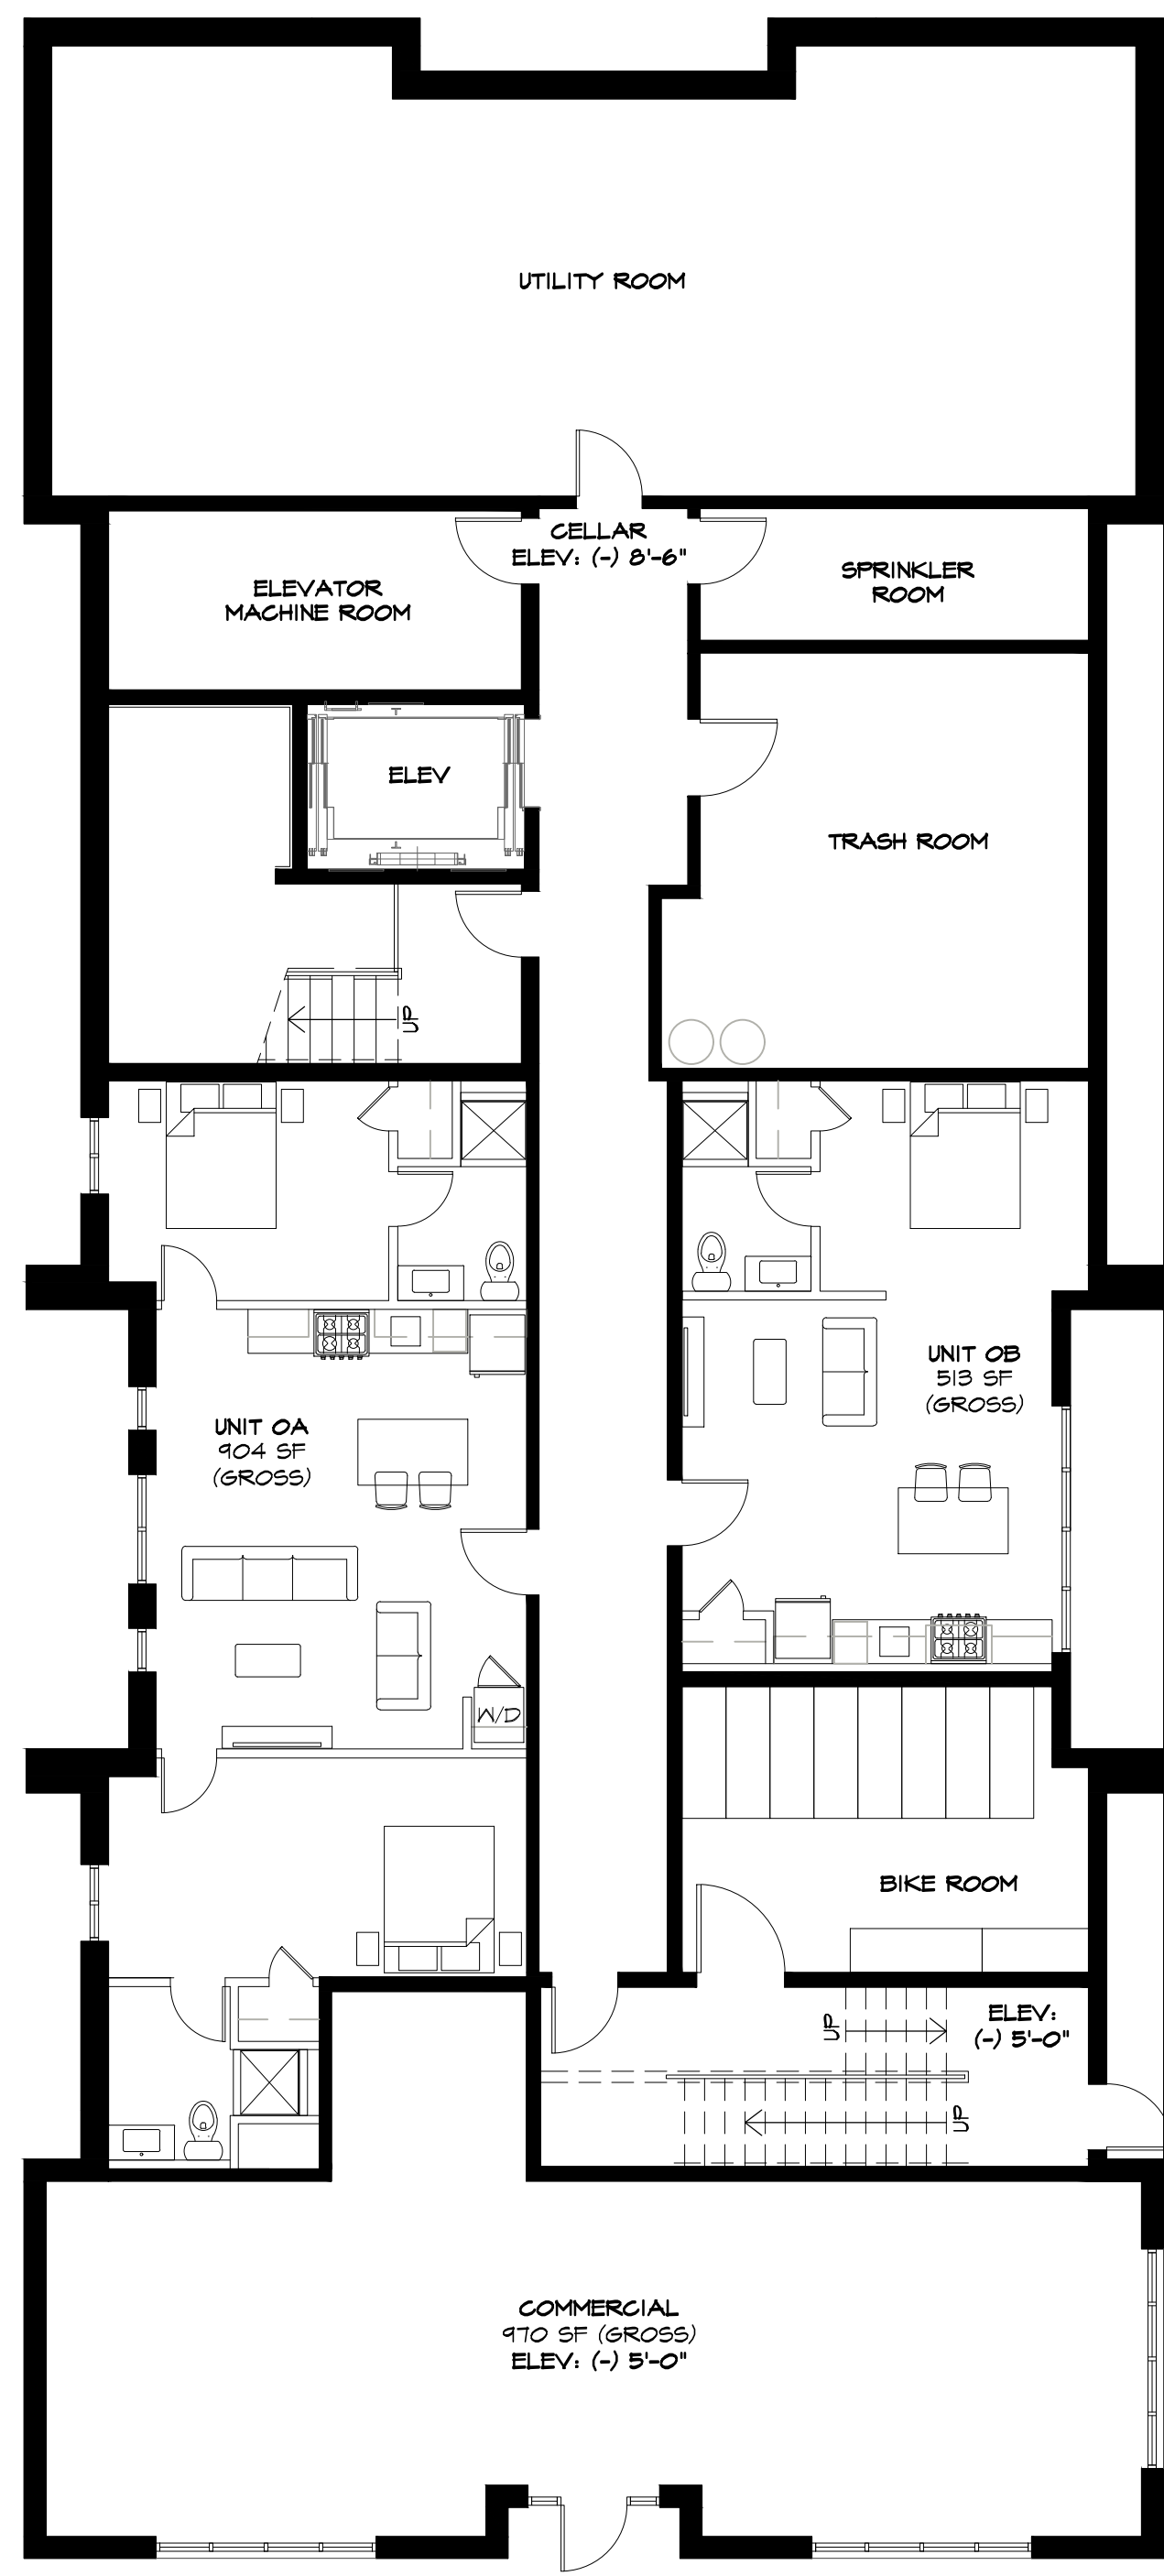 UTILITY ROOM
CELLAR
ELEV: (-) 8'-6"
ELEVATOR
MACHINE ROOM
SPRINKLER
ROOM
ELEV
TRASH ROOM
UP
UNIT 0B
513 SF
(GROSS)
UNIT 0A
904 SF
(GROSS)
W/D
BIKE ROOM
UP
ELEV:
(-) 5'-0"
UP
COMMERCIAL
970 SF (GROSS)
ELEV: (-) 5'-0"